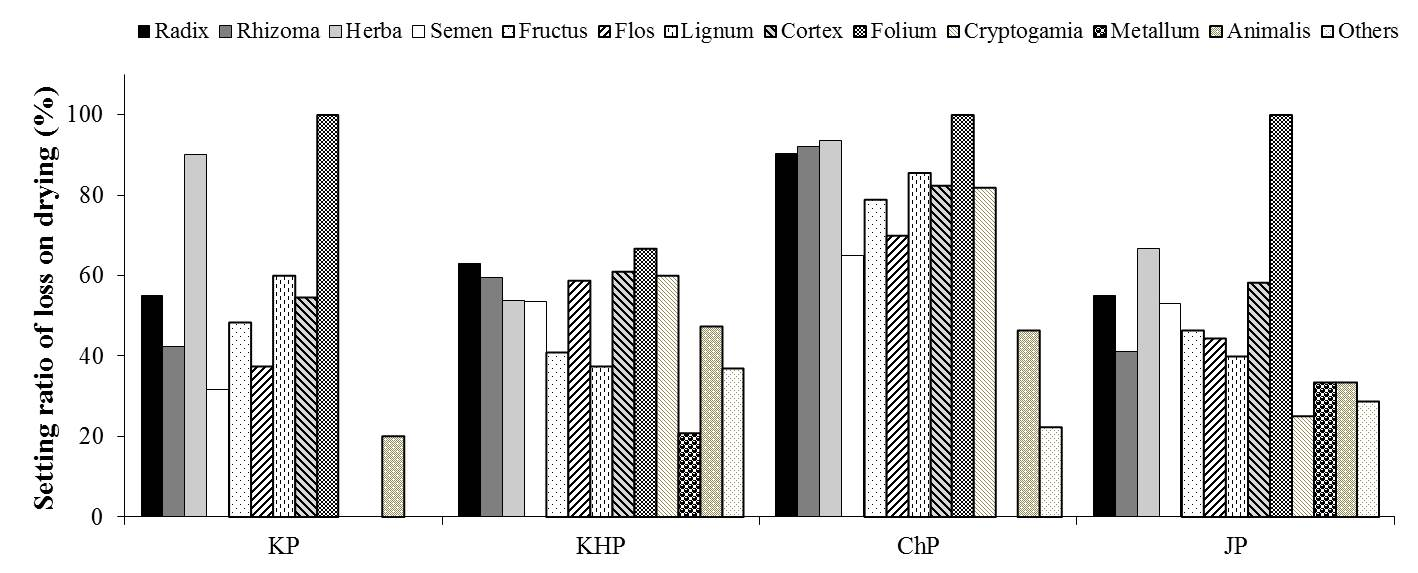 Radix Rhizoma Herba Semen Fructus Flos Lignum Cortex Folium Cryptogamia Metallum Animalis Others
Setting ratio of loss on drying (%)
100
80
60
40
20
0
KP KHP ChP JP